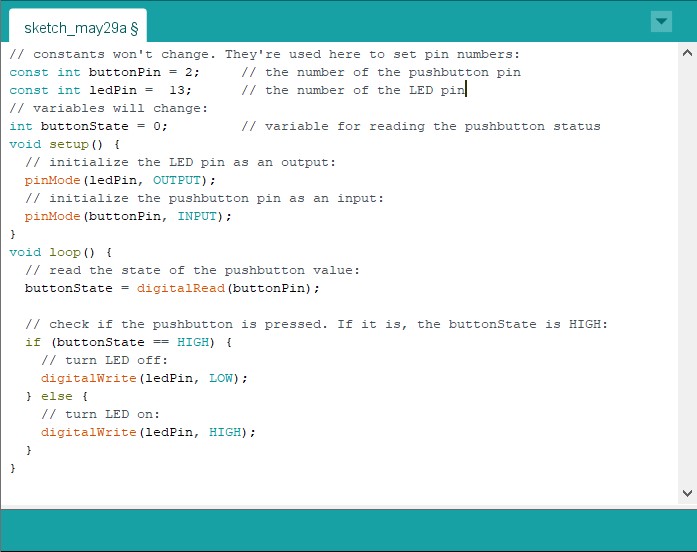 sketch_may29a §
// constants won't change. They're used here to set pin numbers:
const int buttonPin = 2;     // the number of the pushbutton pin
const int ledPin =  13;      // the number of the LED pin
// variables will change:
int buttonState = 0;         // variable for reading the pushbutton status
void setup() {
  // initialize the LED pin as an output:
  pinMode(ledPin, OUTPUT);
  // initialize the pushbutton pin as an input:
  pinMode(buttonPin, INPUT);
}
void loop() {
  // read the state of the pushbutton value:
  buttonState = digitalRead(buttonPin);

  // check if the pushbutton is pressed. If it is, the buttonState is HIGH:
  if (buttonState == HIGH) {
    // turn LED off:
    digitalWrite(ledPin, LOW);
  } else {
    // turn LED on:
    digitalWrite(ledPin, HIGH);
  }
}